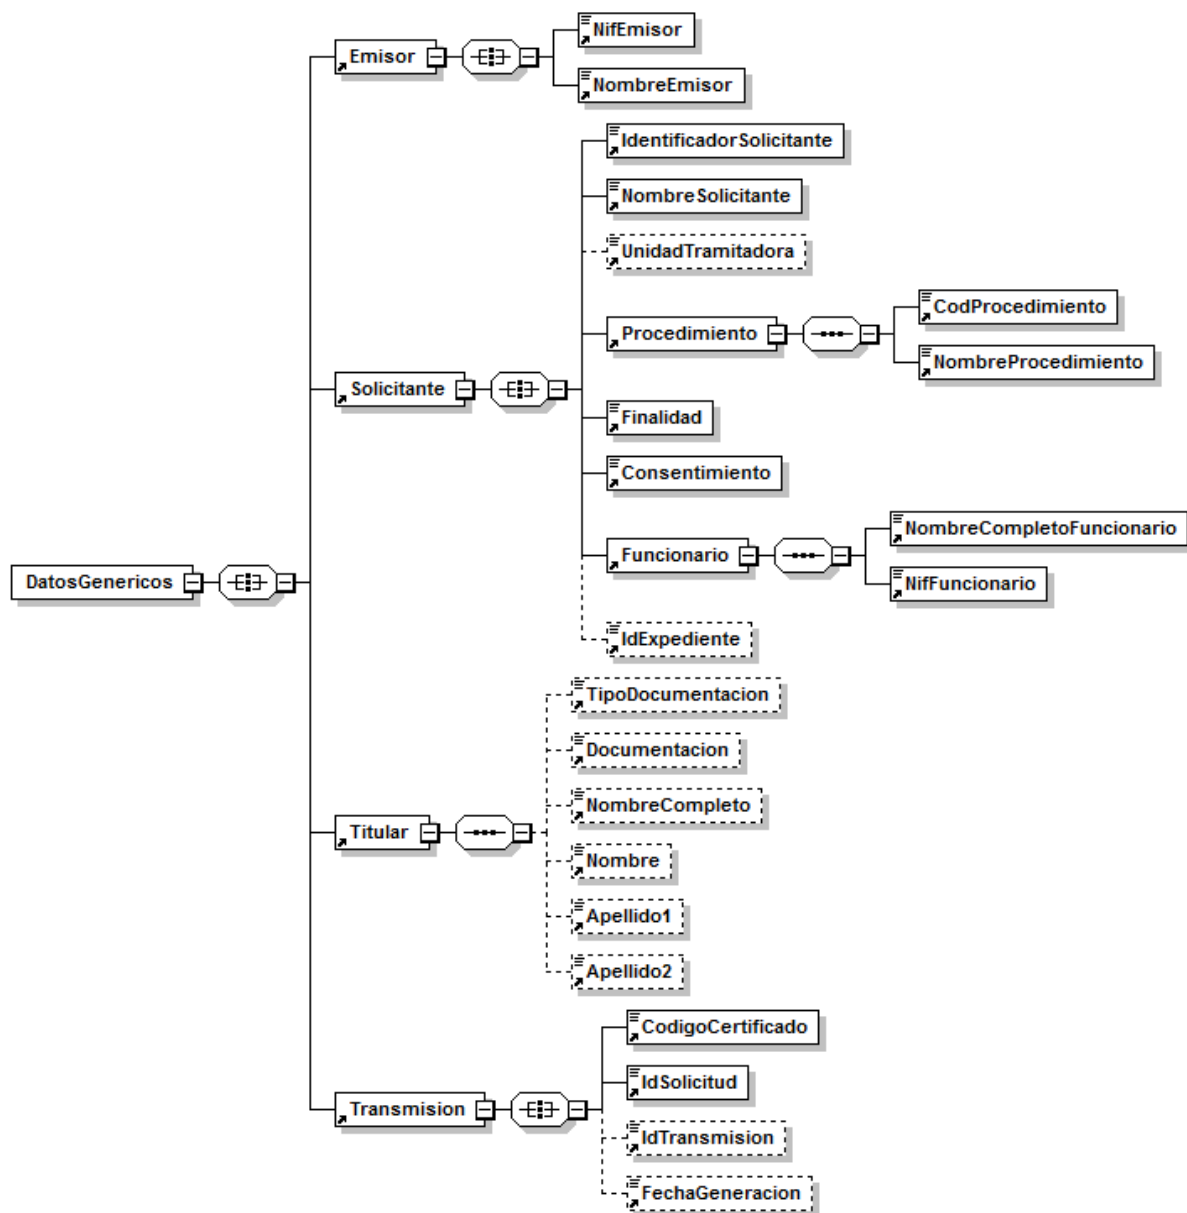 Emisor
NifEmisor
NombreEmisor
IdentificadorSolicitante
NombreSolicitante
UnidadTramitadora
Procedimiento
CodProcedimiento
NombreProcedimiento
Solicitante
Finalidad
Consentimiento
Funcionario
NombreCompletoFuncionario
NifFuncionario
DatosGenericos
IdExpediente
TipoDocumentacion
Documentacion
NombreCompleto
Titular
Nombre
Apellido1
Apellido2
CodigoCertificado
IdSolicitud
Transmision
IdTransmision
FechaGeneracion